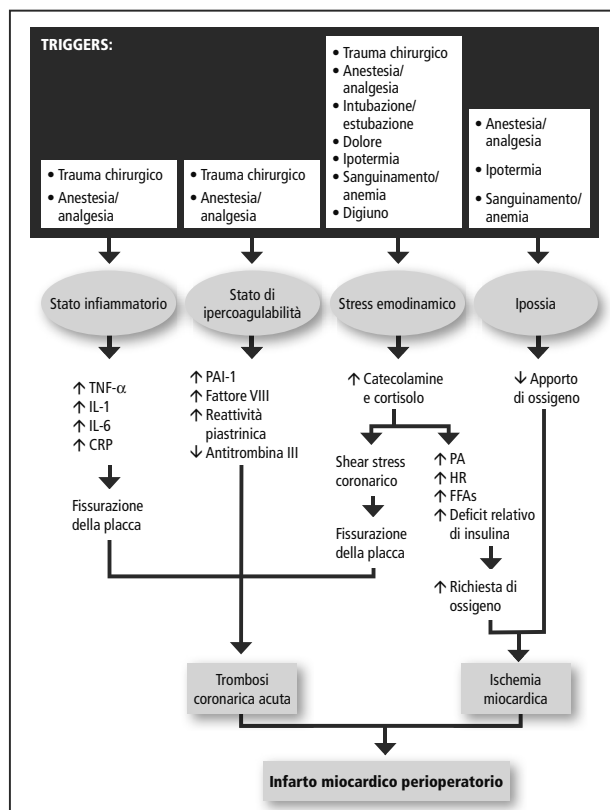 TRIGGERS:
• Trauma chirurgico
• Anestesia/
analgesia
• Trauma chirurgico
• Anestesia/
analgesia
• Trauma chirurgico
• Anestesia/
analgesia
• Intubazione/
estubazione
• Dolore
• Ipotermia
• Sanguinamento/
anemia
• Digiuno
• Anestesia/
analgesia
• Ipotermia
• Sanguinamento/
anemia
Stato infiammatorio
Stato di
ipercoagulabilità
Stress emodinamico
Ipossia
↑ TNF-α
↑ IL-1
↑ IL-6
↑ CRP
↑ PAI-1
↑ Fattore VIII
↑ Reattività
piastrinica
↓ Antitrombina III
↑ Catecolamine
e cortisolo
↓ Apporto
di ossigeno
Fissurazione
della placca
Shear stress
coronarico
Fissurazione
della placca
↑ PA
↑ HR
↑ FFAs
↑ Deficit relativo
di insulina
↑ Richiesta di
ossigeno
Trombosi
coronarica acuta
Ischemia
miocardica
Infarto miocardico perioperatorio